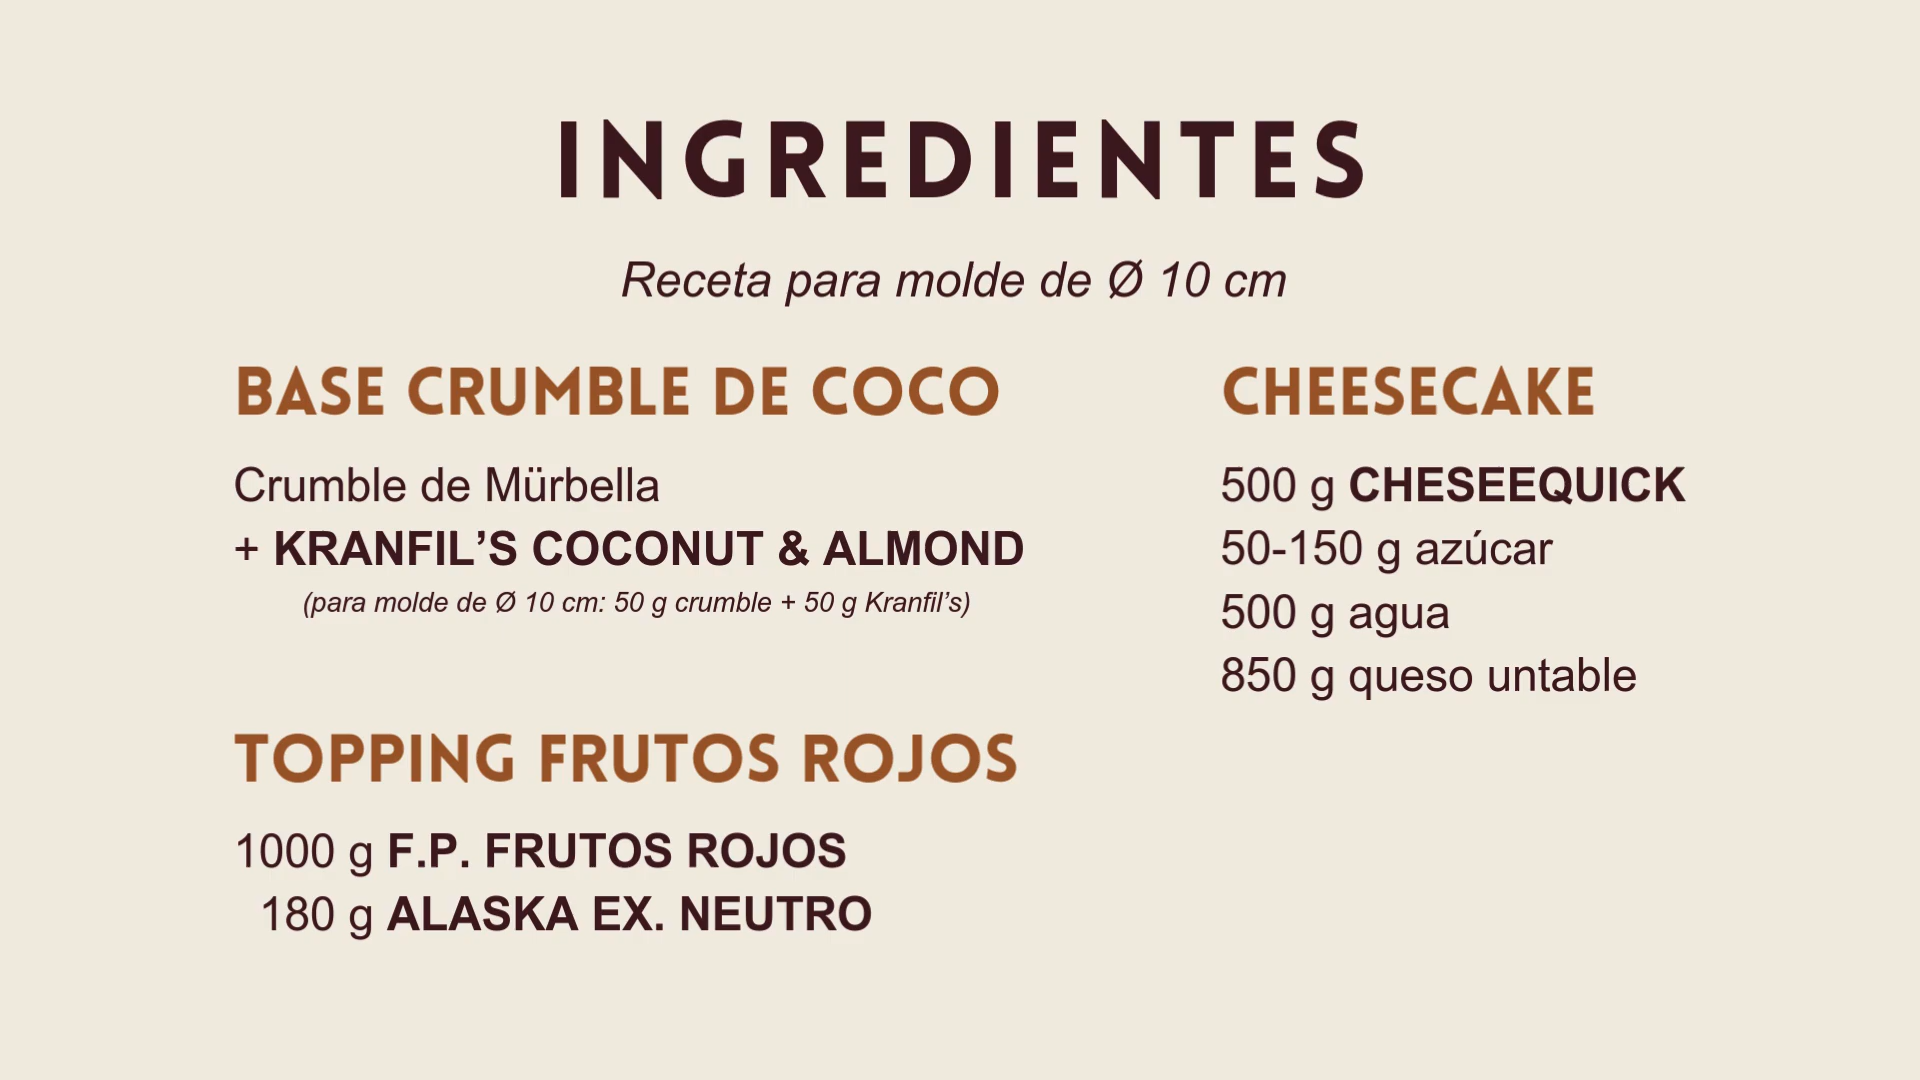 INGREDIENTES
Receta para molde de Ø 10 cm
BASE CRUMBLE DE COCO
Crumble de Mürbella
+ KRANFIL’S COCONUT & ALMOND
(para molde de Ø 10 cm: 50 g crumble + 50 g Kranfil’s)
TOPPING FRUTOS ROJOS
1000 g F.P. FRUTOS ROJOS
180 g ALASKA EX. NEUTRO
CHEESECAKE
500 g CHESEEQUICK
50-150 g azúcar
500 g agua
850 g queso untable